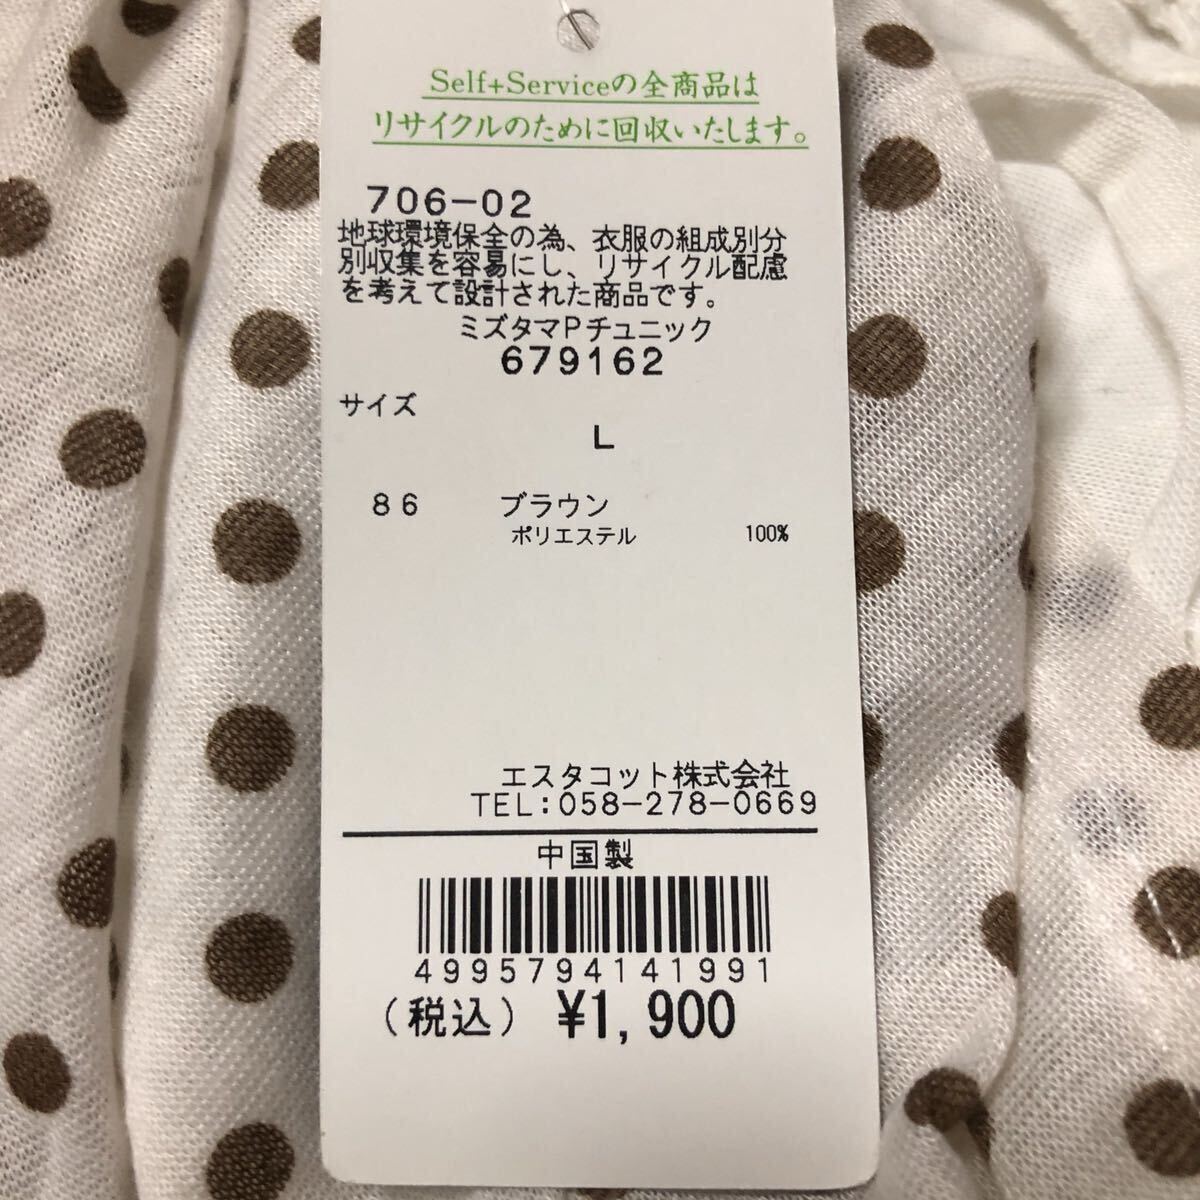 Self+Serviceの全商品は
リサイクルのために回収いたします。
706-02
地球環境保全の為、衣服の組成別分
別収集を容易にし、リサイクル配慮
を考えて設計された商品です。
ミズタマPチュニック
679162
サイズ
L
86 ブラウン
ポリエステル 100%
エスタコット株式会社
TEL:058-278-0669
中国製
4995794141991
(税込) ¥1,900